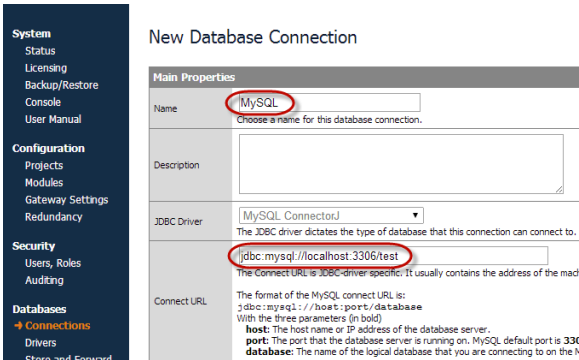 System
Status
Licensing
Backup/Restore
Console
User Manual
Configuration
Projects
Modules
Gateway Settings
Redundancy
Security
Users, Roles
Auditing
Databases
Connections
Drivers
Store and Forward
New Database Connection
Main Properties
Name
MySQL
Choose a name for this database connection.
Description
JDBC Driver
MySQL ConnectorJ
The JDBC driver dictates the type of database that this connection can connect to.
Connect URL
jdbc:mysql://localhost:3306/test
The Connect URL is JDBC-driver specific. It usually contains the address of the mach
The format of the MySQL connect URL is:
jdbc:mysql://host:port/database
With the three parameters (in bold)
host: The host name or IP address of the database server.
port: The port that the database server is running on. MySQL default port is 330
database: The name of the logical database that you are connecting to on the M